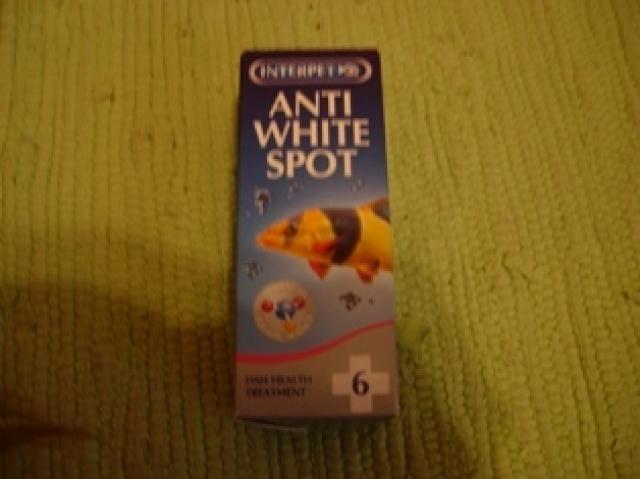 INTERPET
ANTI
WHITE
SPOT
FISH HEALTH
TREATMENT
6